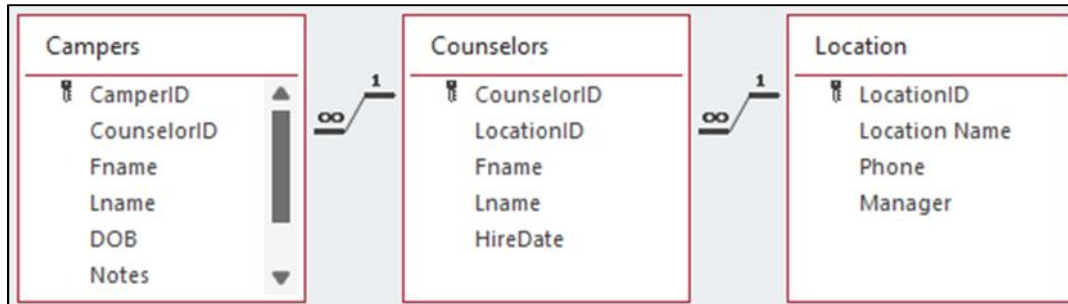 Campers
CamperID
CounselorID
Fname
Lname
DOB
Notes
∞ 1
Counselors
CounselorID
LocationID
Fname
Lname
HireDate
∞ 1
Location
LocationID
Location Name
Phone
Manager